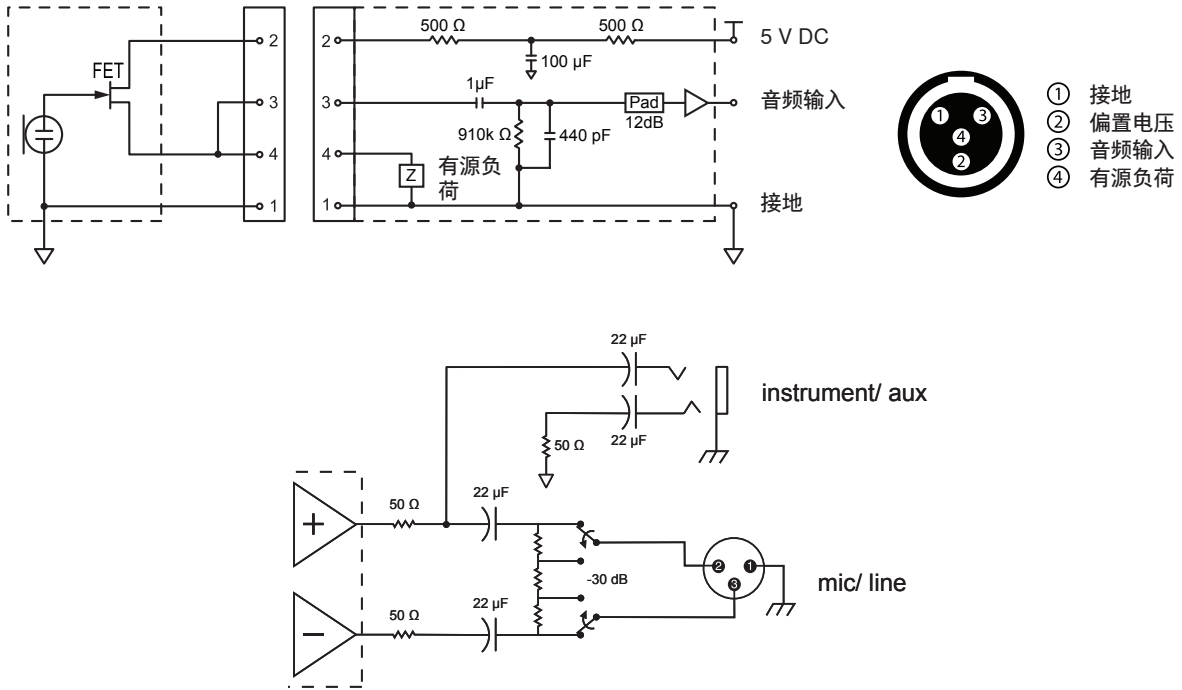 500 Ω
500 Ω
2
2
5 V DC
FET
100 μF
1μF
3
3
Pad
音频输入
12dB
910k Ω
440 pF
4
4
Z
有源负
荷
1
1
接地
1
3
4
2
① 接地
② 偏置电压
③ 音频输入
④ 有源负荷
22 μF
instrument/ aux
50 Ω
22 μF
50 Ω
22 μF
+
-30 dB
2
1
3
mic/ line
50 Ω
22 μF
−